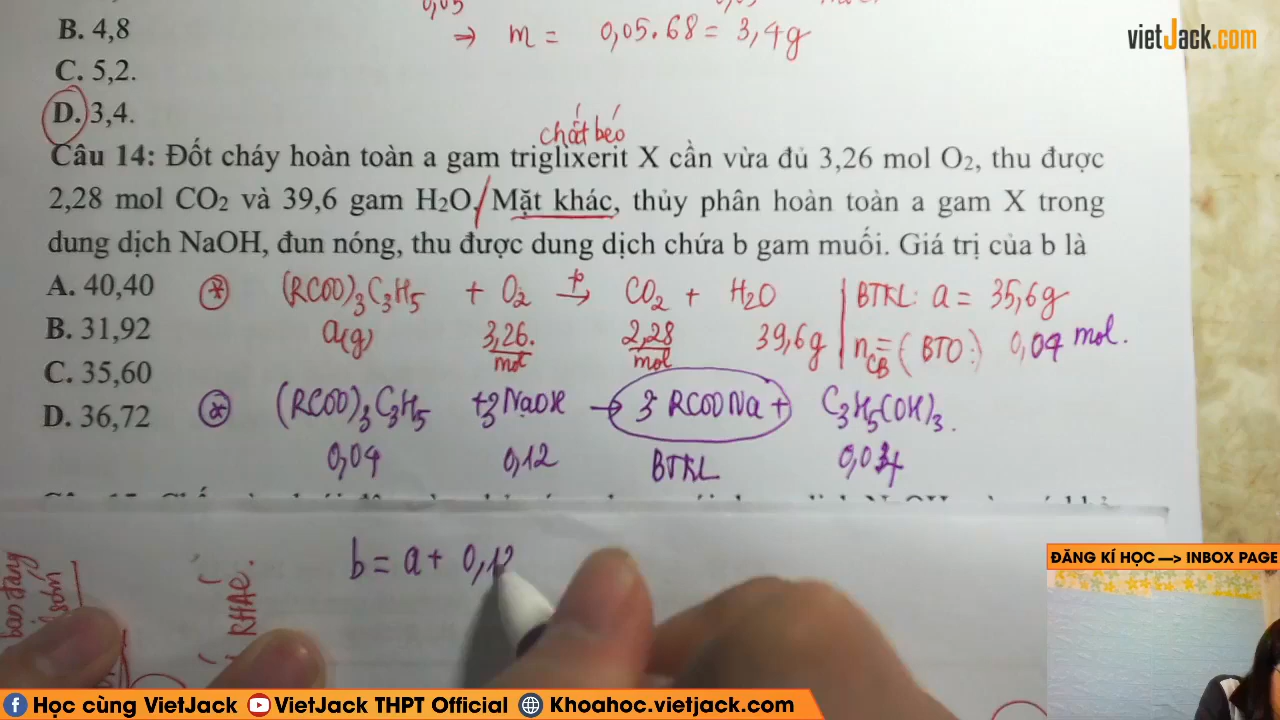 B. 4,8
⇒ m = 0,05.68 = 3,4g
vietJack.com
C. 5,2.
D. 3,4.
chất béo
Câu 14: Đốt cháy hoàn toàn a gam triglixerit X cần vừa đủ 3,26 mol O2, thu được
2,28 mol CO2 và 39,6 gam H2O/ Mặt khác, thủy phân hoàn toàn a gam X trong
dung dịch NaOH, đun nóng, thu được dung dịch chứa b gam muối. Giá trị của b là
A. 40,40
(RCOO)3C3H5 + O2 → CO2 + H2O
BTKL: a = 35,6g
B. 31,92
a(g) 3,26 mol 2,28 mol 39,6g
nCB = (BTO:) 0,04 mol.
C. 35,60
(RCOO)3C3H5 + 3NaOH → 3 RCOONa + C3H5(OH)3.
D. 36,72
0,04 0,12 BTKL
b = a + 0,12
RHAC.
ĐĂNG KÍ HỌC —> INBOX PAGE
Học cùng VietJack VietJack THPT Official Khoahoc.vietjack.com